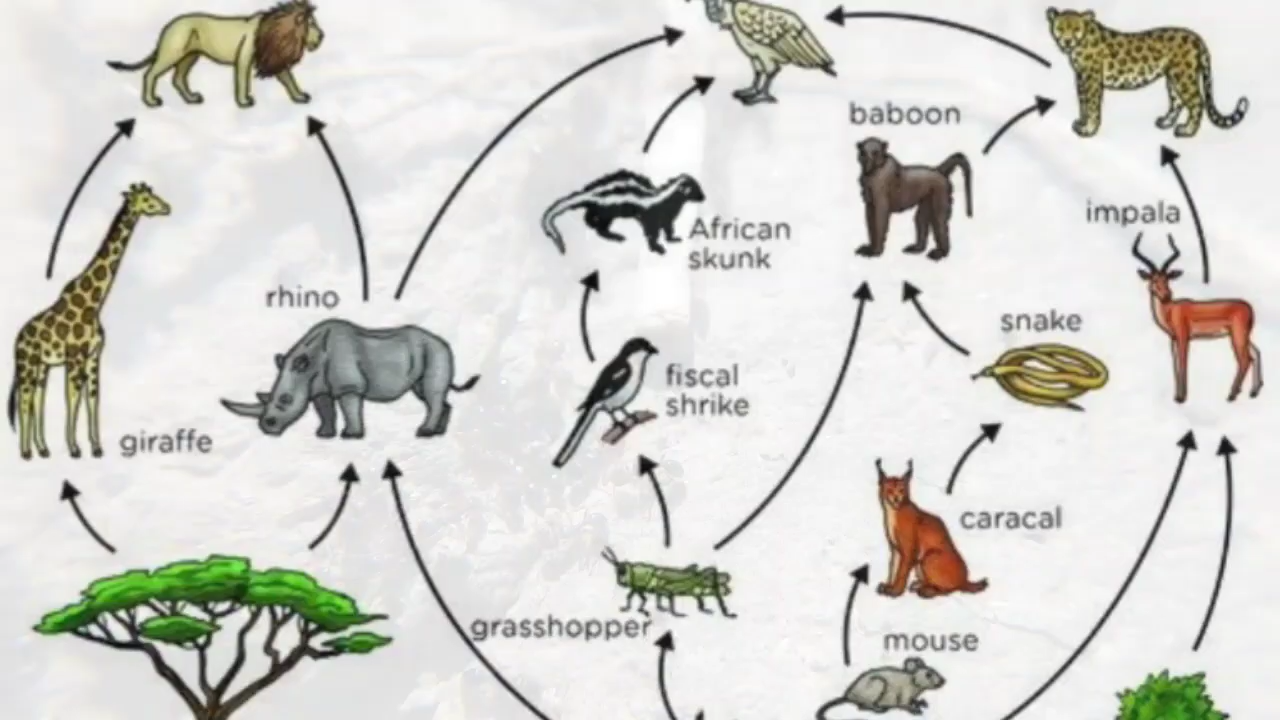 baboon
impala
African
skunk
rhino
snake
fiscal
shrike
giraffe
caracal
grasshopper
mouse